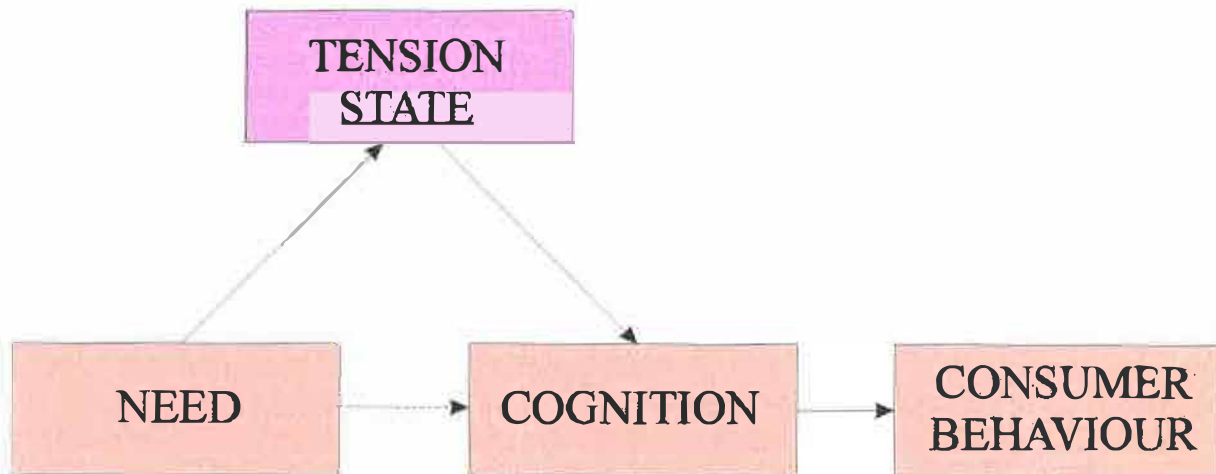 TENSION
STATE
NEED
COGNITION
CONSUMER
BEHAVIOUR